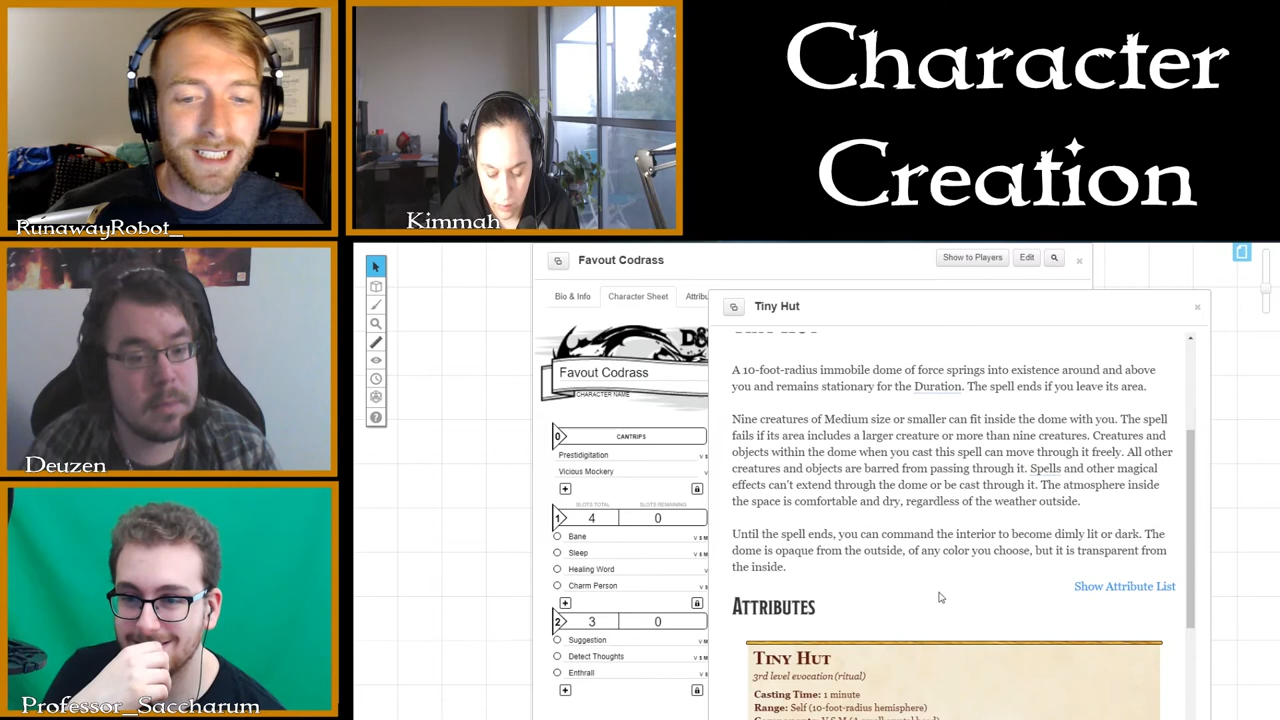 Character
Creation
RunawayRobot_
Kimmah
Deuzen
Professor_Saccharum
Favout Codrass
Show to Players
Edit
Bio & Info
Character Sheet
Attribu
D&
Favout Codrass
CHARACTER NAME
0
CANTRIPS
Prestidigitation
V S
Vicious Mockery
V
SLOTS TOTAL
SLOTS REMAINING
1
4
0
Bane
V S M
Sleep
V S M
Healing Word
V
Charm Person
V S
2
3
0
Suggestion
V M
Detect Thoughts
V S M
Enthrall
V S
Tiny Hut
Tiny Hut
A 10-foot-radius immobile dome of force springs into existence around and above
you and remains stationary for the Duration. The spell ends if you leave its area.
Nine creatures of Medium size or smaller can fit inside the dome with you. The spell
fails if its area includes a larger creature or more than nine creatures. Creatures and
objects within the dome when you cast this spell can move through it freely. All other
creatures and objects are barred from passing through it. Spells and other magical
effects can't extend through the dome or be cast through it. The atmosphere inside
the space is comfortable and dry, regardless of the weather outside.
Until the spell ends, you can command the interior to become dimly lit or dark. The
dome is opaque from the outside, of any color you choose, but it is transparent from
the inside.
Show Attribute List
Attributes
Tiny Hut
3rd level evocation (ritual)
Casting Time: 1 minute
Range: Self (10-foot-radius hemisphere)
Components: V S M (A small crystal bead)